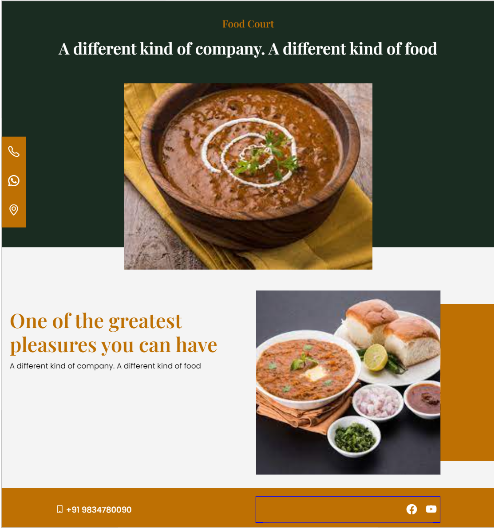 Food Court
A different kind of company. A different kind of food
One of the greatest
pleasures you can have
A different kind of company. A different kind of food
+91 9834780090